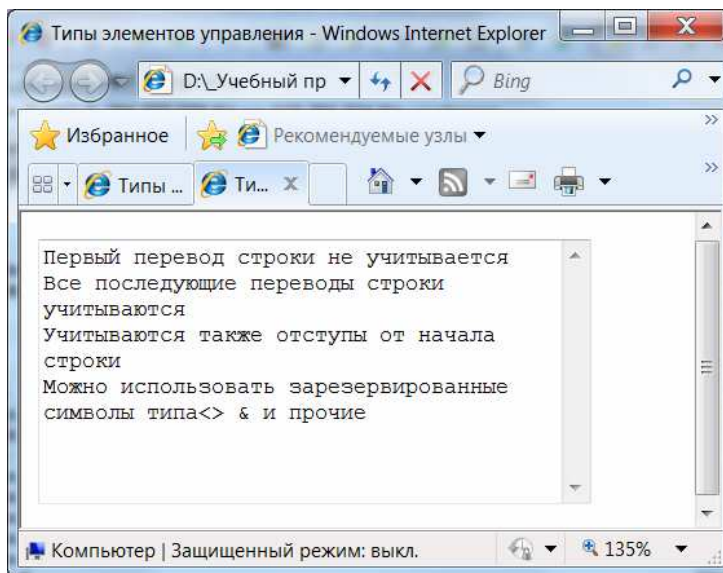 Типы элементов управления - Windows Internet Explorer
D:\_Учебный пр
Bing
Избранное
Рекомендуемые узлы
Типы ...
Ти...
Первый перевод строки не учитывается
Все последующие переводы строки
учитываются
Учитываются также отступы от начала
строки
Можно использовать зарезервированные
символы типа<> & и прочие
Компьютер | Защищенный режим: выкл.
135%